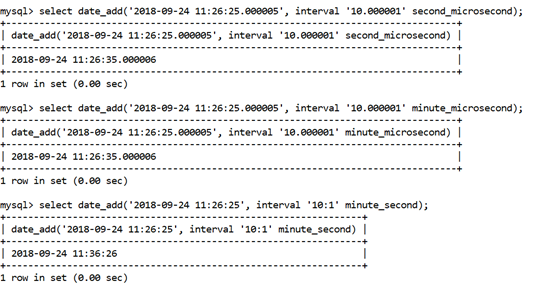 mysql> select date_add('2018-09-24 11:26:25.000005', interval '10.000001' second_microsecond);
+-----------------------------------------------------------------------------+
| date_add('2018-09-24 11:26:25.000005', interval '10.000001' second_microsecond) |
+-----------------------------------------------------------------------------+
| 2018-09-24 11:26:35.000006 |
+-----------------------------------------------------------------------------+
1 row in set (0.00 sec)
mysql> select date_add('2018-09-24 11:26:25.000005', interval '10.000001' minute_microsecond);
+-----------------------------------------------------------------------------+
| date_add('2018-09-24 11:26:25.000005', interval '10.000001' minute_microsecond) |
+-----------------------------------------------------------------------------+
| 2018-09-24 11:26:35.000006 |
+-----------------------------------------------------------------------------+
1 row in set (0.00 sec)
mysql> select date_add('2018-09-24 11:26:25', interval '10:1' minute_second);
+------------------------------------------------------------+
| date_add('2018-09-24 11:26:25', interval '10:1' minute_second) |
+------------------------------------------------------------+
| 2018-09-24 11:36:26 |
+------------------------------------------------------------+
1 row in set (0.00 sec)